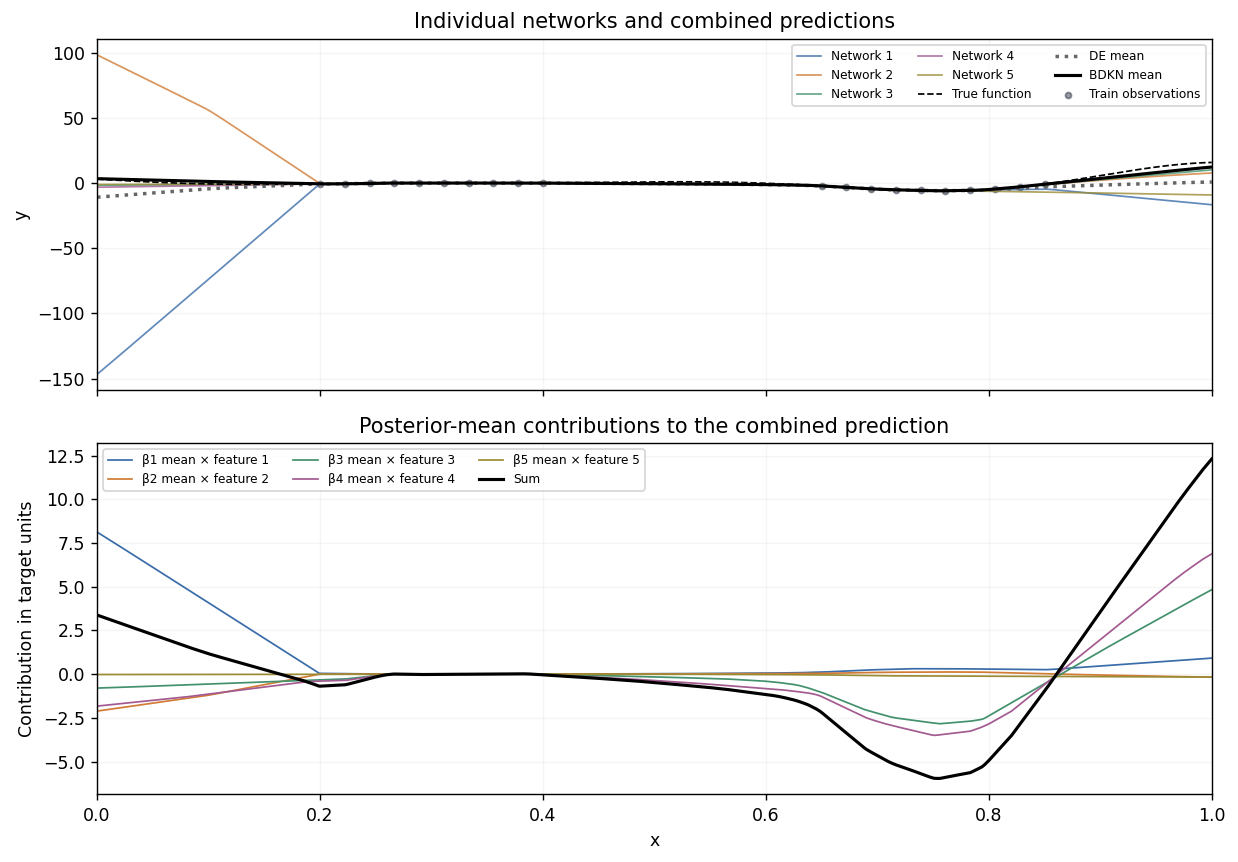 Individual networks and combined predictions
100
50
0
−50
−100
−150
y
Network 1
Network 2
Network 3
Network 4
Network 5
True function
DE mean
BDKN mean
Train observations
Posterior-mean contributions to the combined prediction
12.5
10.0
7.5
5.0
2.5
0.0
−2.5
−5.0
Contribution in target units
β1 mean × feature 1
β2 mean × feature 2
β3 mean × feature 3
β4 mean × feature 4
β5 mean × feature 5
Sum
0.0 0.2 0.4 0.6 0.8 1.0
x